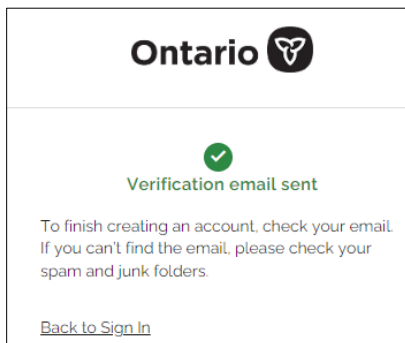 Ontario
Verification email sent
To finish creating an account, check your email.
If you can't find the email, please check your
spam and junk folders.
Back to Sign In